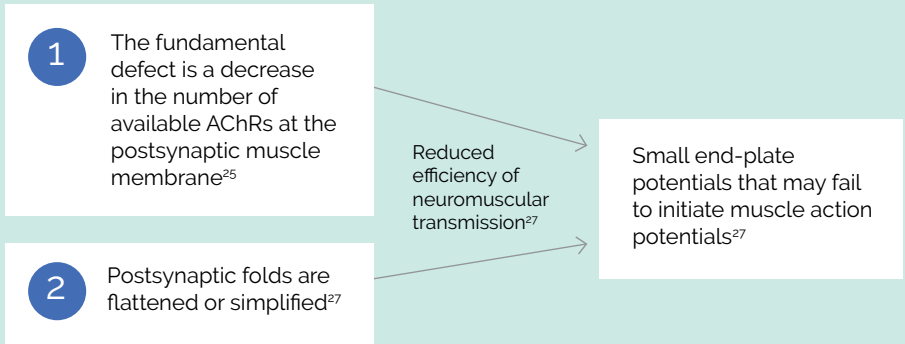 1
The fundamental
defect is a decrease
in the number of
available AChRs at the
postsynaptic muscle
membrane²⁵
Reduced
efficiency of
neuromuscular
transmission²⁷
Small end-plate
potentials that may fail
to initiate muscle action
potentials²⁷
2
Postsynaptic folds are
flattened or simplified²⁷